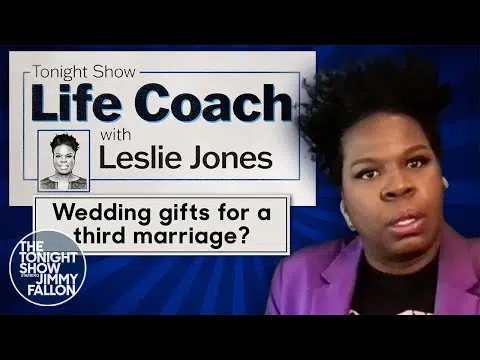 Tonight Show
Life Coach
with
Leslie Jones
Wedding gifts for a
third marriage?
THE
TONIGHT
SHOW
STARRING
JIMMY
FALLON